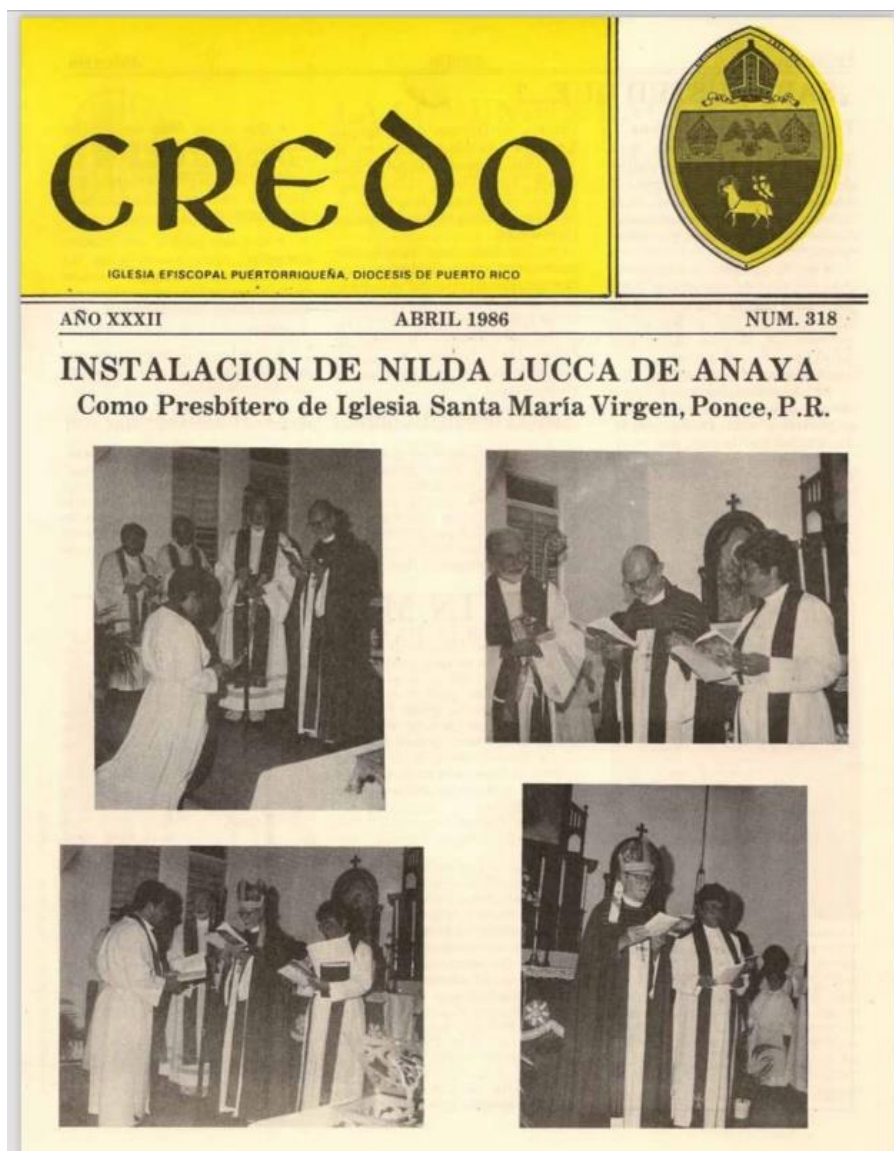 CREDO
IGLESIA EPISCOPAL PUERTORRIQUEÑA, DIOCESIS DE PUERTO RICO
AÑO XXXII ABRIL 1986 NUM. 318
INSTALACION DE NILDA LUCCA DE ANAYA
Como Presbítero de Iglesia Santa María Virgen, Ponce, P.R.